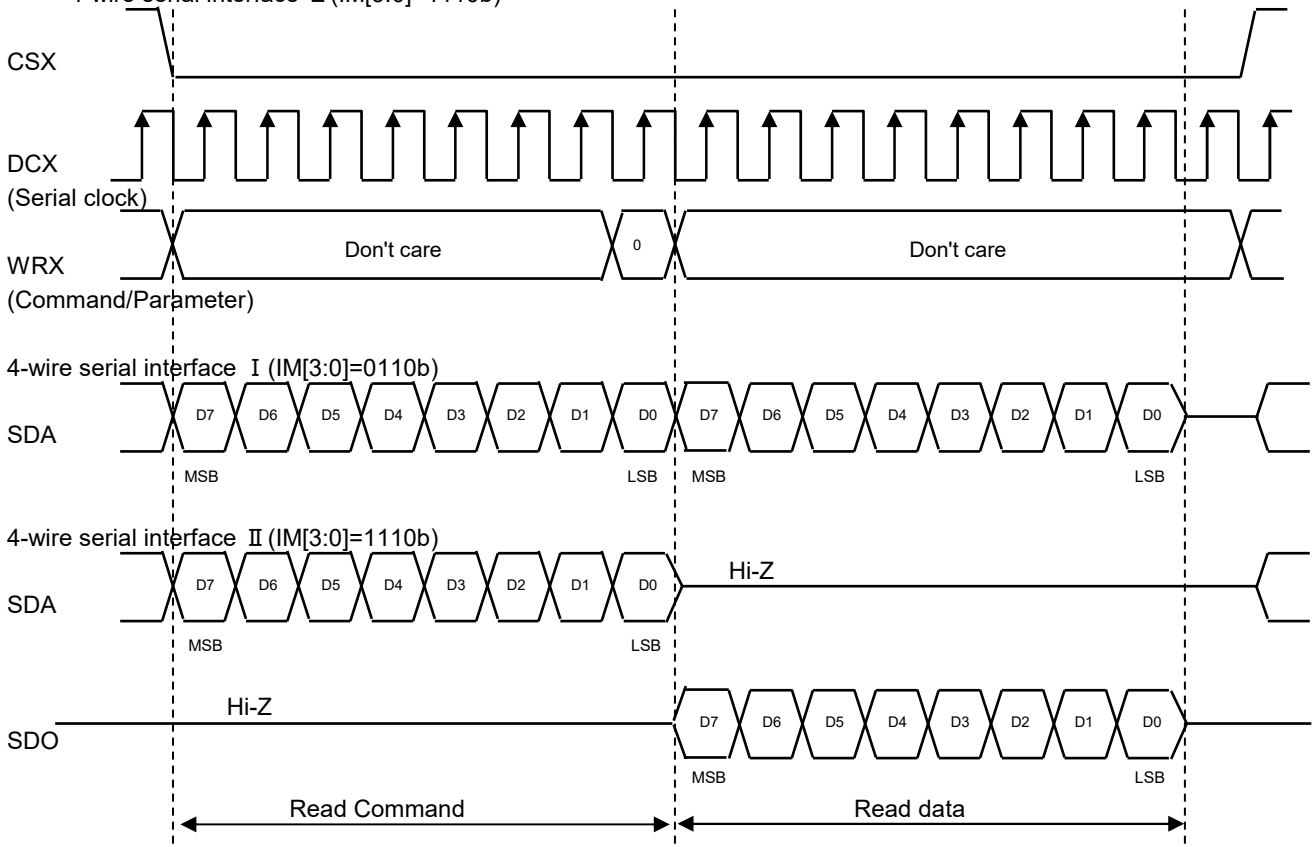 CSX
DCX
(Serial clock)
Don't care 0 Don't care
WRX
(Command/Parameter)
4-wire serial interface Ⅰ (IM[3:0]=0110b)
D7 D6 D5 D4 D3 D2 D1 D0 D7 D6 D5 D4 D3 D2 D1 D0
SDA
MSB LSB MSB LSB
4-wire serial interface Ⅱ (IM[3:0]=1110b)
Hi-Z
D7 D6 D5 D4 D3 D2 D1 D0
SDA
MSB LSB
Hi-Z
D7 D6 D5 D4 D3 D2 D1 D0
SDO
MSB LSB
Read Command Read data